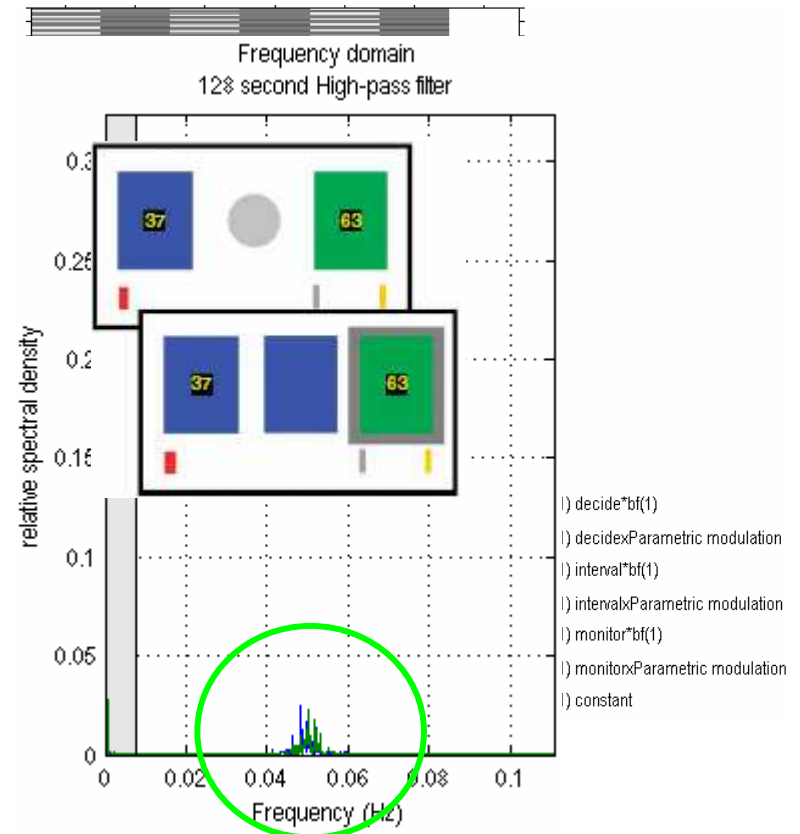 Frequency domain
128 second High-pass filter
0.3
37
63
0.25
37
63
0.2
relative spectral density
0.15
) decide*bf(1)
) decidexParametric modulation
0.1
) interval*bf(1)
) intervalxParametric modulation
) monitor*bf(1)
0.05
) monitorxParametric modulation
) constant
0
0 0.02 0.04 0.06 0.08 0.1
Frequency (Hz)